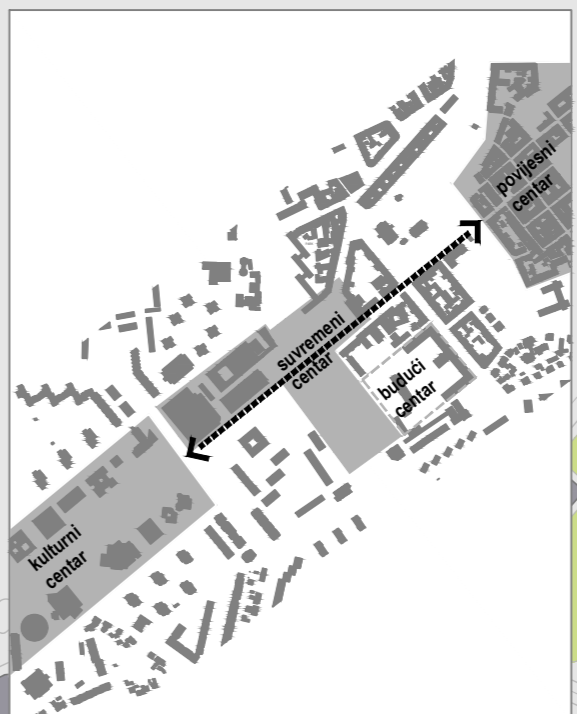 povijesni
centar
suvremeni
centar
budući
centar
kulturni
centar